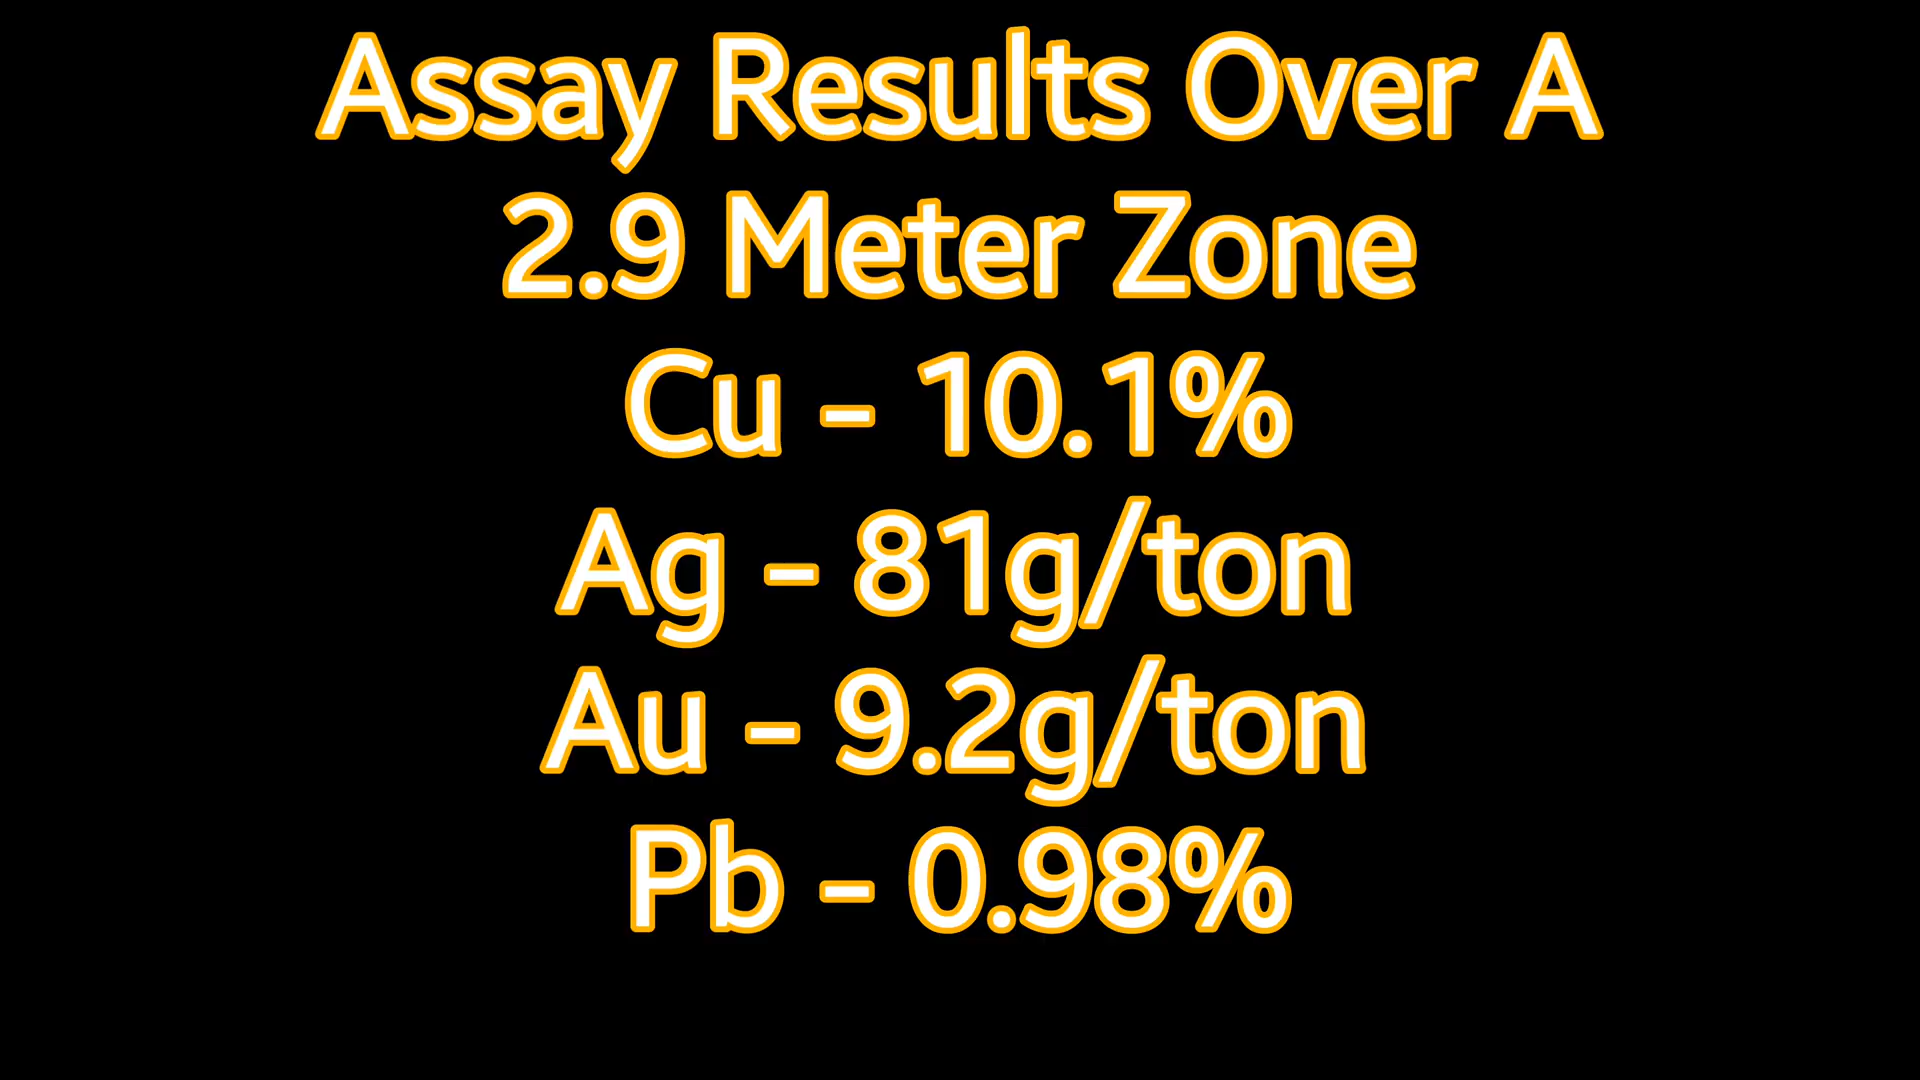 Assay Results Over A
2.9 Meter Zone
Cu - 10.1%
Ag - 81g/ton
Au - 9.2g/ton
Pb - 0.98%